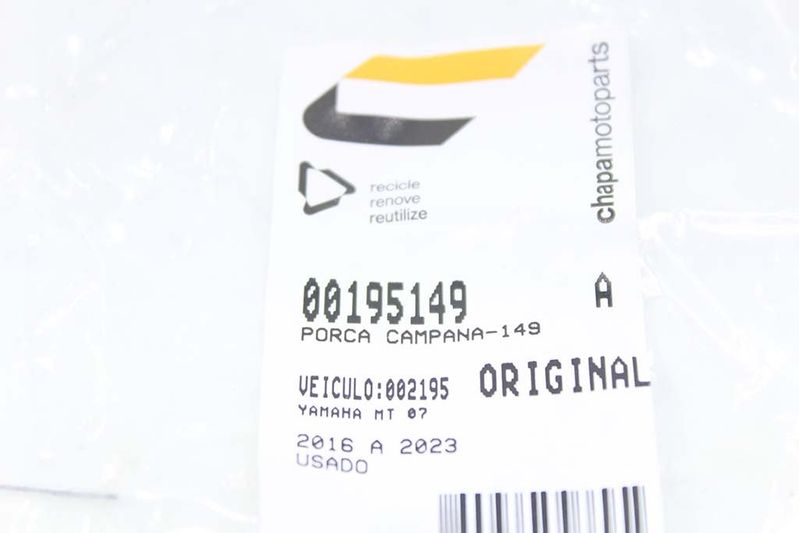 chapamotoparts
recicle
renove
reutilize
00195149
A
PORCA CAMPANA-149
VEICULO:002195
ORIGINAL
YAMAHA MT 07
2016 A 2023
USADO